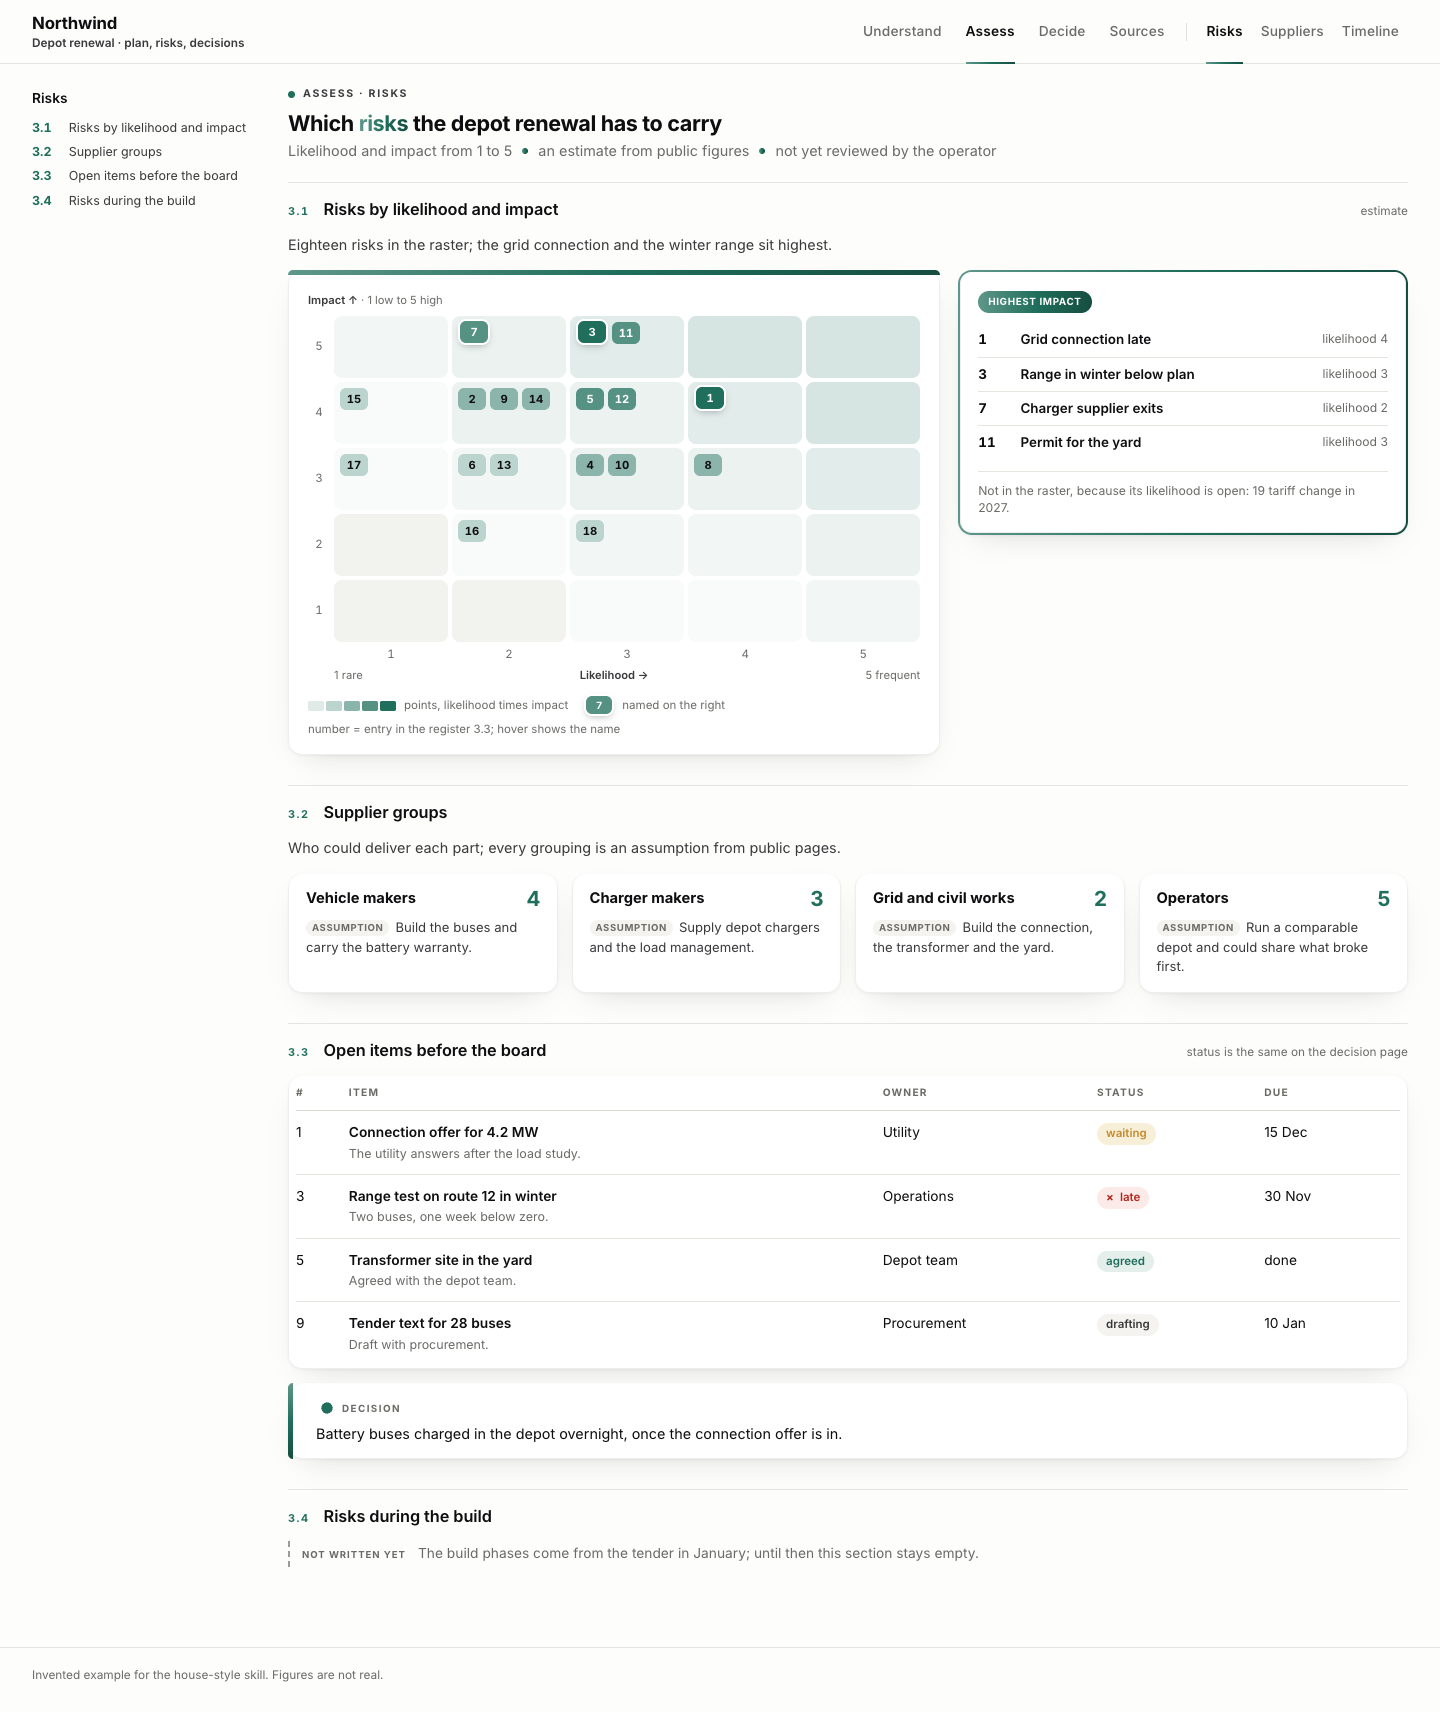 Northwind
Depot renewal · plan, risks, decisions
Understand Assess Decide Sources Risks Suppliers Timeline
Risks
3.1 Risks by likelihood and impact
3.2 Supplier groups
3.3 Open items before the board
3.4 Risks during the build
ASSESS · RISKS
Which risks the depot renewal has to carry
Likelihood and impact from 1 to 5 • an estimate from public figures • not yet reviewed by the operator
3.1 Risks by likelihood and impact estimate
Eighteen risks in the raster; the grid connection and the winter range sit highest.
Impact ↑ · 1 low to 5 high
5 7 3 11
4 15 2 9 14 5 12 1
3 17 6 13 4 10 8
2 16 18
1
1 2 3 4 5
1 rare Likelihood → 5 frequent
points, likelihood times impact 7 named on the right
number = entry in the register 3.3; hover shows the name
HIGHEST IMPACT
1 Grid connection late likelihood 4
3 Range in winter below plan likelihood 3
7 Charger supplier exits likelihood 2
11 Permit for the yard likelihood 3
Not in the raster, because its likelihood is open: 19 tariff change in
2027.
3.2 Supplier groups
Who could deliver each part; every grouping is an assumption from public pages.
Vehicle makers 4
ASSUMPTION Build the buses and
carry the battery warranty.
Charger makers 3
ASSUMPTION Supply depot chargers
and the load management.
Grid and civil works 2
ASSUMPTION Build the connection,
the transformer and the yard.
Operators 5
ASSUMPTION Run a comparable
depot and could share what broke
first.
3.3 Open items before the board status is the same on the decision page
# ITEM OWNER STATUS DUE
1 Connection offer for 4.2 MW Utility waiting 15 Dec
The utility answers after the load study.
3 Range test on route 12 in winter Operations × late 30 Nov
Two buses, one week below zero.
5 Transformer site in the yard Depot team agreed done
Agreed with the depot team.
9 Tender text for 28 buses Procurement drafting 10 Jan
Draft with procurement.
DECISION
Battery buses charged in the depot overnight, once the connection offer is in.
3.4 Risks during the build
NOT WRITTEN YET The build phases come from the tender in January; until then this section stays empty.
Invented example for the house-style skill. Figures are not real.